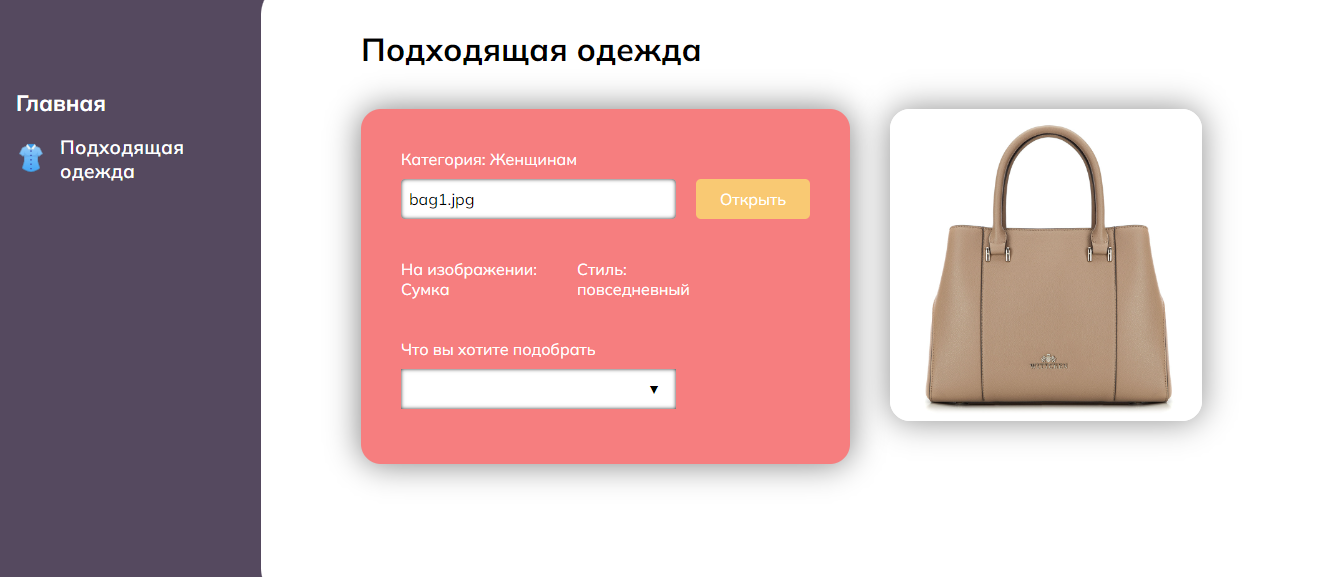 Подходящая одежда
Главная
Подходящая
одежда
Категория: Женщинам
bag1.jpg
Открыть
На изображении:
Сумка
Стиль:
повседневный
Что вы хотите подобрать